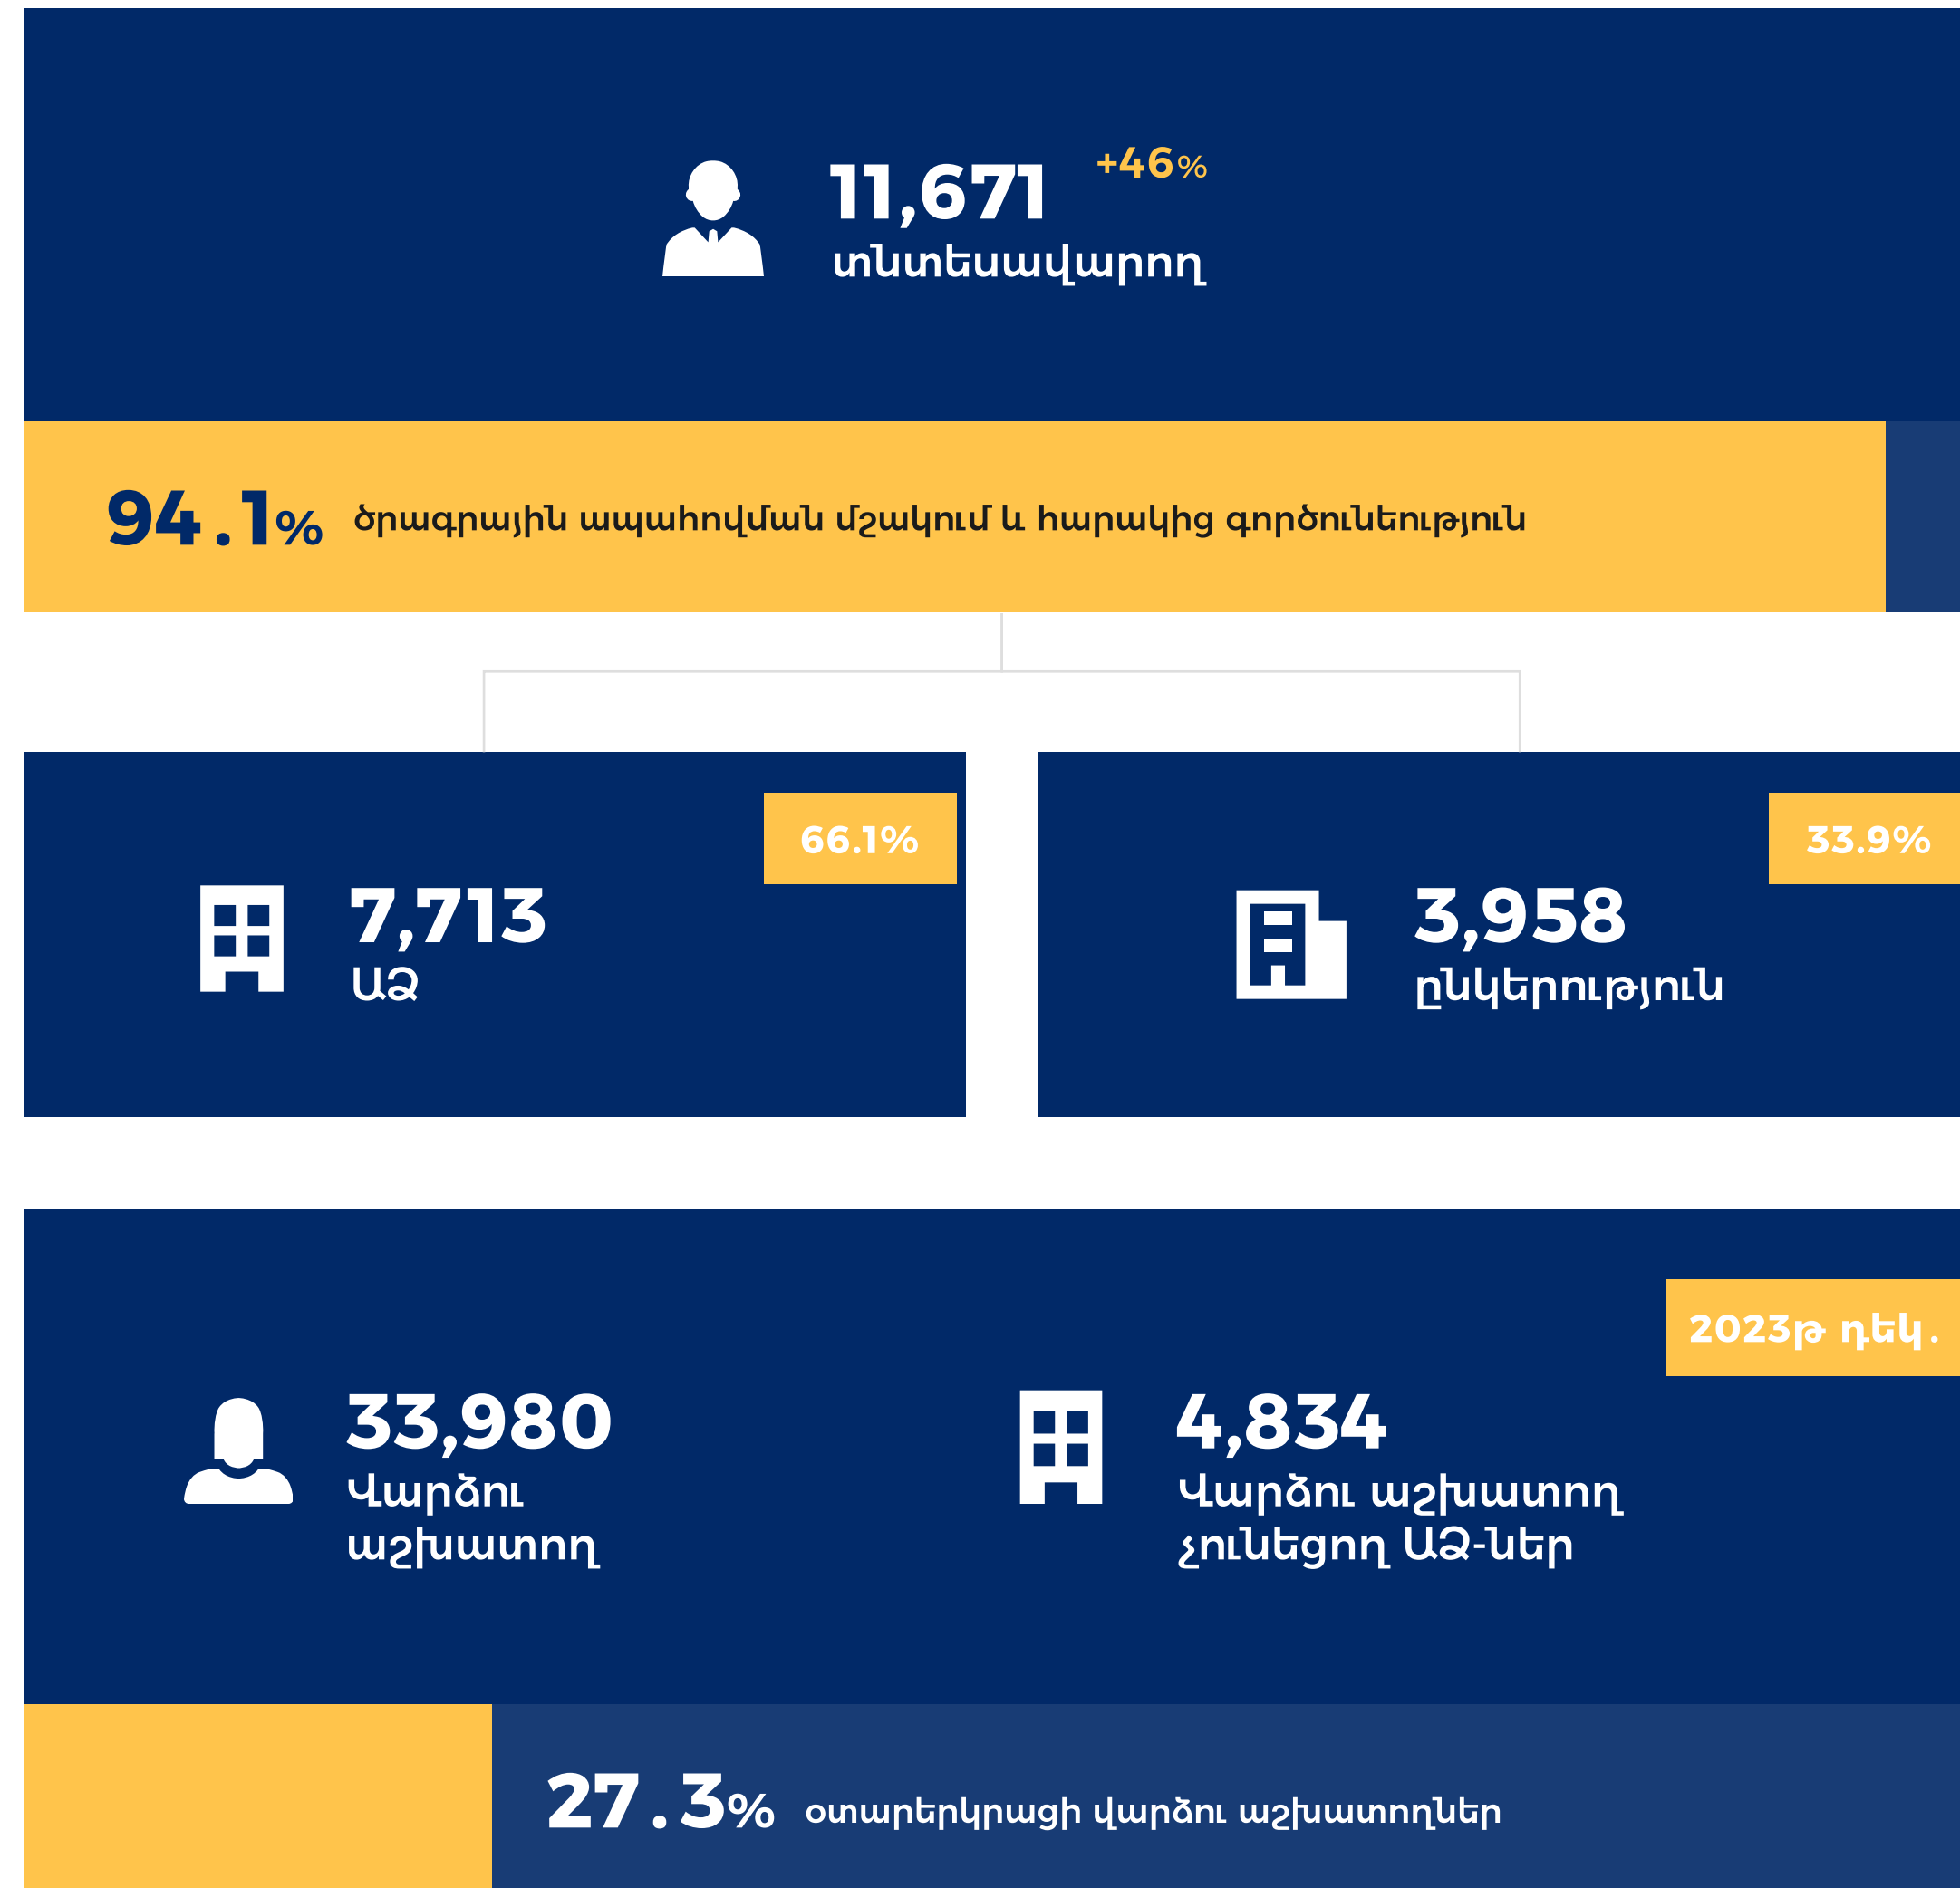 11,671 +46%
տնտեսավարող
94.1% ծրագրային ապահովման մշակում և հարակից գործունեություն
66.1%
7,713
ԱՁ
33.9%
3,958
ընկերություն
2023թ դեկ.
33,980
Վարձու
աշխատող
4,834
Վարձու աշխատող
չունեցող ԱՁ-ներ
27.3% օտարերկրացի վարձու աշխատողներ